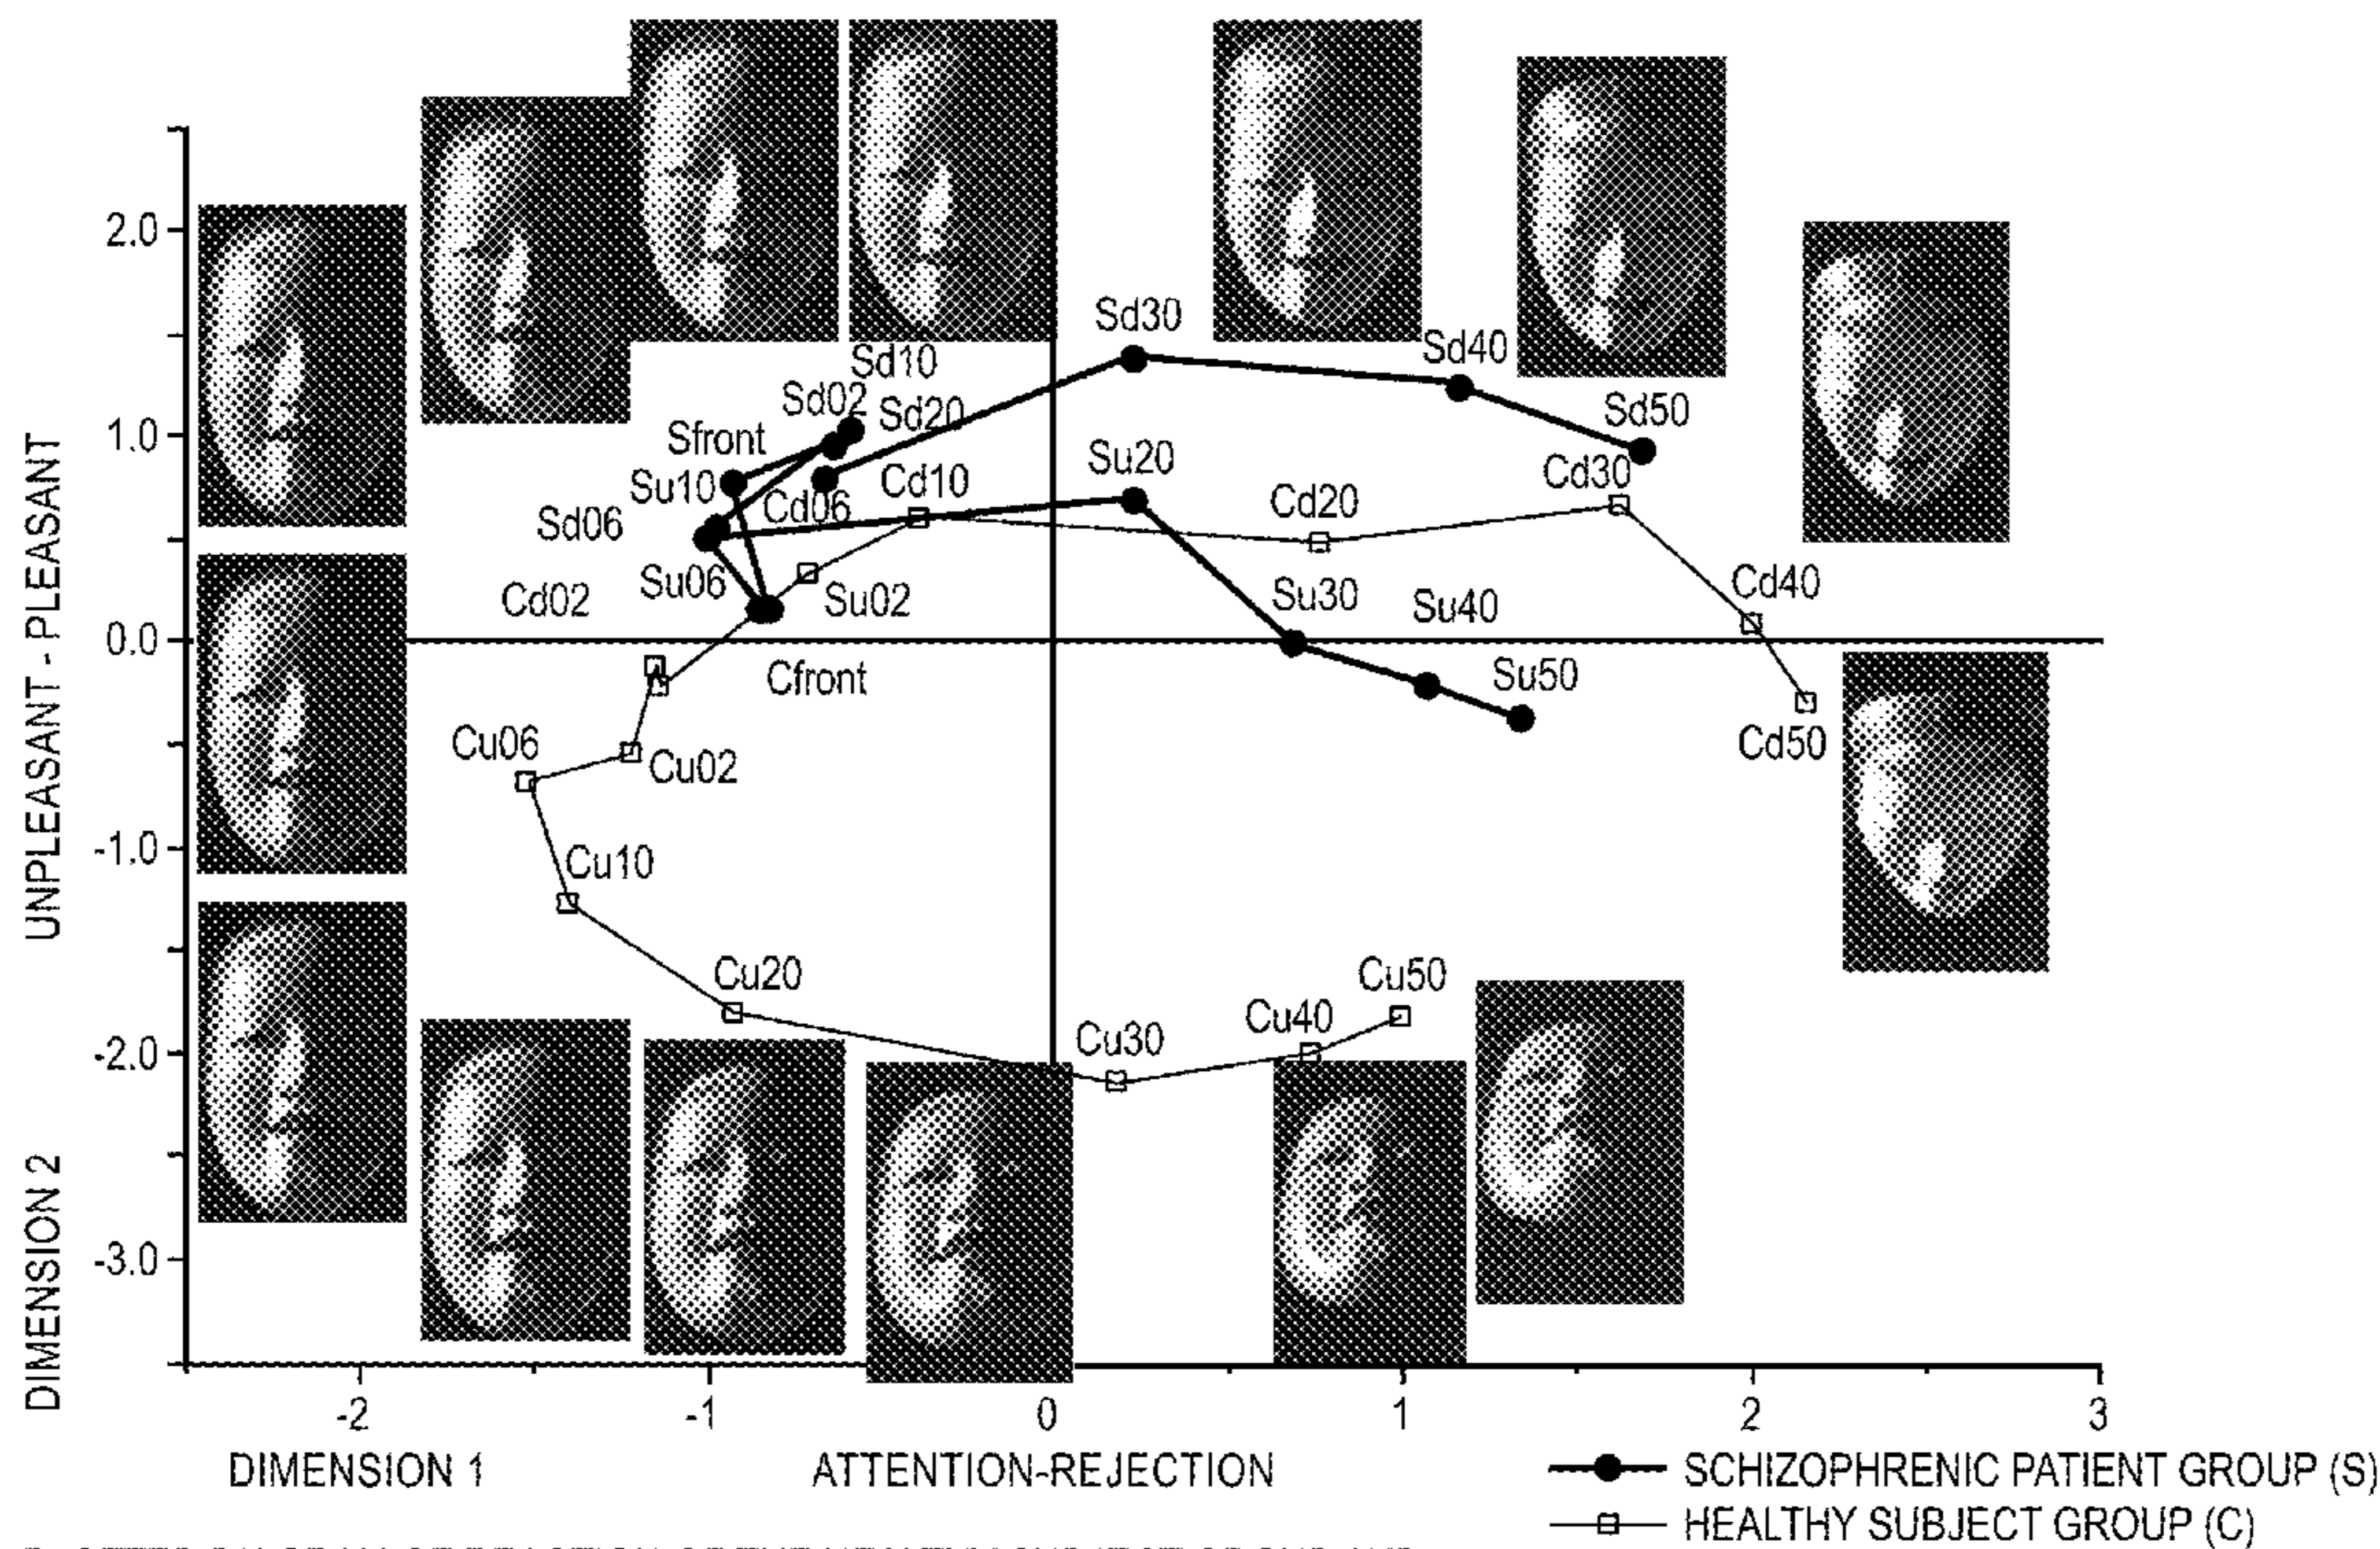 2.0
1.0
0.0
-1.0
-2.0
-3.0
UNPLEASANT - PLEASANT
DIMENSION 2
Sd30
Sd40
Sd10
Sd02
Sd20
Sd50
Sfront
Su20
Cd30
Su10
Cd10
Cd06
Cd20
Sd06
Su06
Cd02
Su02
Su30
Su40
Cd40
Cfront
Su50
Cu06
Cu02
Cd50
Cu10
Cu20
Cu50
Cu40
Cu30
-2
-1
0
1
2
3
DIMENSION 1
ATTENTION-REJECTION
SCHIZOPHRENIC PATIENT GROUP (S)
HEALTHY SUBJECT GROUP (C)